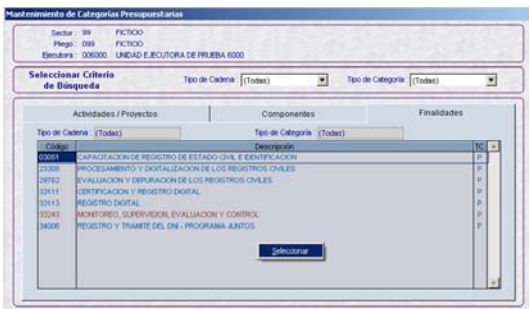 Mantenimiento de Categorías Presupuestarias
Sector : 99 FICTICIO
Pliego : 099 FICTICIO
Ejecutora : 006000 UNIDAD EJECUTORA DE PRUEBA 6000
Seleccionar Criterio de Búsqueda
Tipo de Cadena : (Todas) Tipo de Categoría : (Todas)
Actividades / Proyectos Componentes Finalidades
Tipo de Cadena : (Todas) Tipo de Categoría (Todas)
Código Descripción TC
03051 CAPACITACION DE REGISTRO DE ESTADO CIVIL E IDENTIFICACION P
23308 PROCESAMIENTO Y DIGITALIZACION DE LOS REGISTROS CIVILES P
29782 EVALUACION Y DEPURACION DE LOS REGISTROS CIVILES P
33111 CERTIFICACION Y REGISTRO DIGITAL P
33113 REGISTRO DIGITAL P
33243 MONITOREO, SUPERVISION, EVALUACION Y CONTROL P
34006 REGISTRO Y TRAMITE DEL DNI - PROGRAMA JUNTOS P
Seleccionar